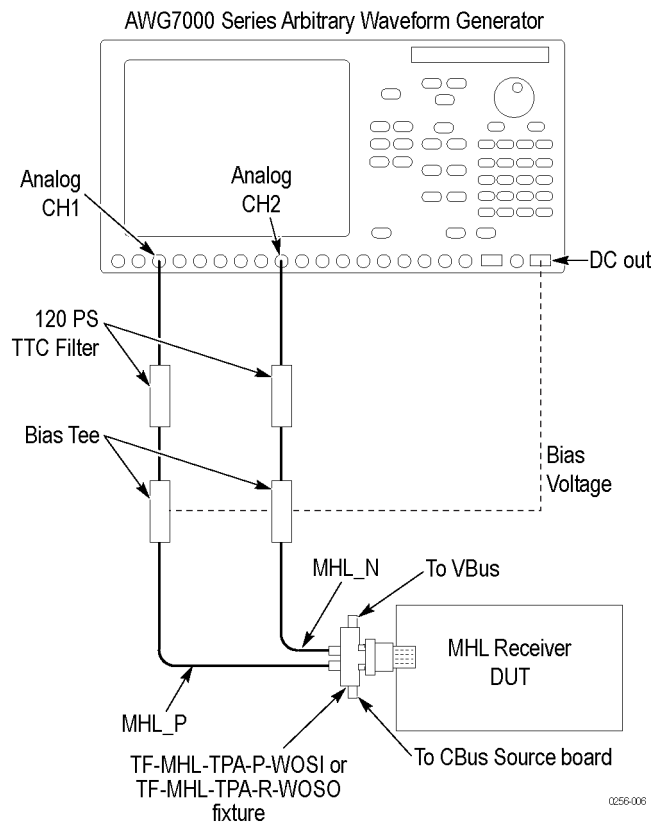 AWG7000 Series Arbitrary Waveform Generator
Analog
CH1
Analog
CH2
DC out
120 PS
TTC Filter
Bias Tee
Bias
Voltage
MHL_N
To VBus
MHL Receiver
DUT
MHL_P
To CBus Source board
TF-MHL-TPA-P-WOSI or
TF-MHL-TPA-R-WOSO
fixture
0256-006